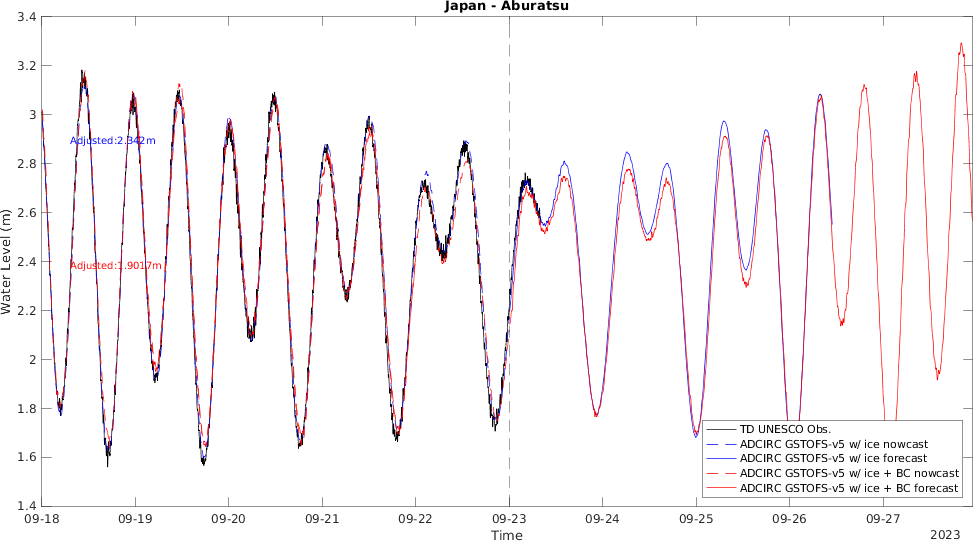 Japan - Aburatsu
3.4
3.2
3
2.8
2.6
2.4
2.2
2
1.8
1.6
1.4
Water Level (m)
Adjusted:2.342m
Adjusted:1.9017m
TD UNESCO Obs.
ADCIRC GSTOFS-v5 w/ ice nowcast
ADCIRC GSTOFS-v5 w/ ice forecast
ADCIRC GSTOFS-v5 w/ ice + BC nowcast
ADCIRC GSTOFS-v5 w/ ice + BC forecast
09-18 09-19 09-20 09-21 09-22 09-23 09-24 09-25 09-26 09-27
Time
2023